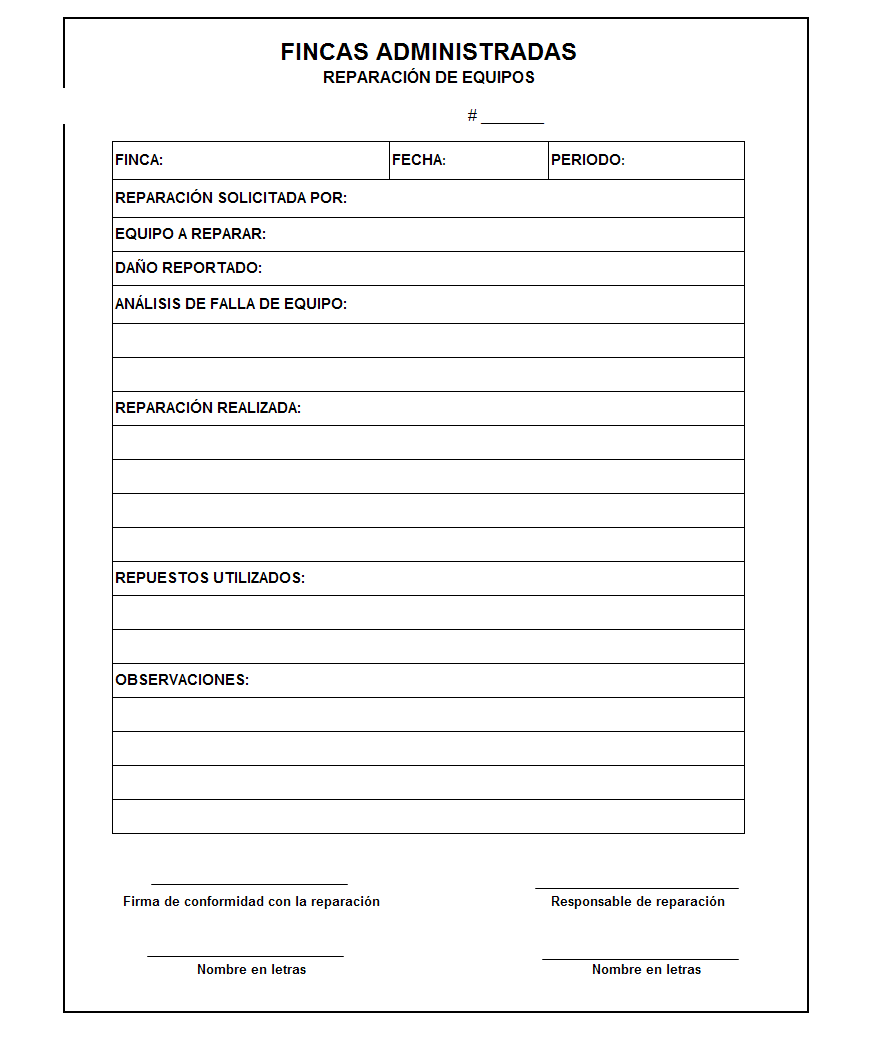 FINCAS ADMINISTRADAS
REPARACIÓN DE EQUIPOS
# _______
FINCA: FECHA: PERIODO:
REPARACIÓN SOLICITADA POR:
EQUIPO A REPARAR:
DAÑO REPORTADO:
ANÁLISIS DE FALLA DE EQUIPO:
REPARACIÓN REALIZADA:
REPUESTOS UTILIZADOS:
OBSERVACIONES:
Firma de conformidad con la reparación Responsable de reparación
Nombre en letras Nombre en letras